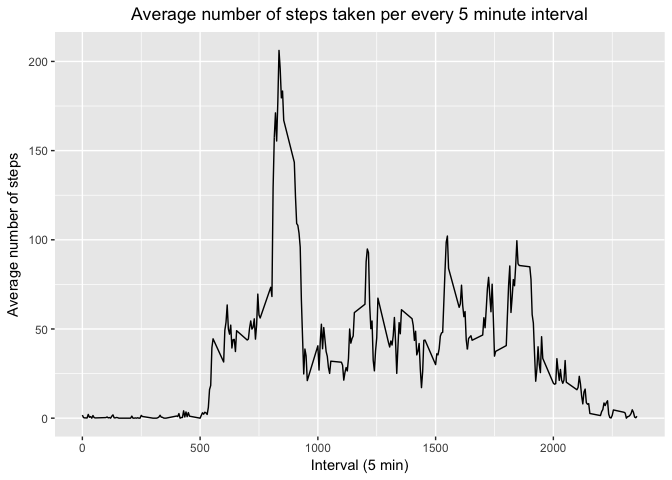 Average number of steps taken per every 5 minute interval
Average number of steps
200
150
100
50
0
0 500 1000 1500 2000
Interval (5 min)